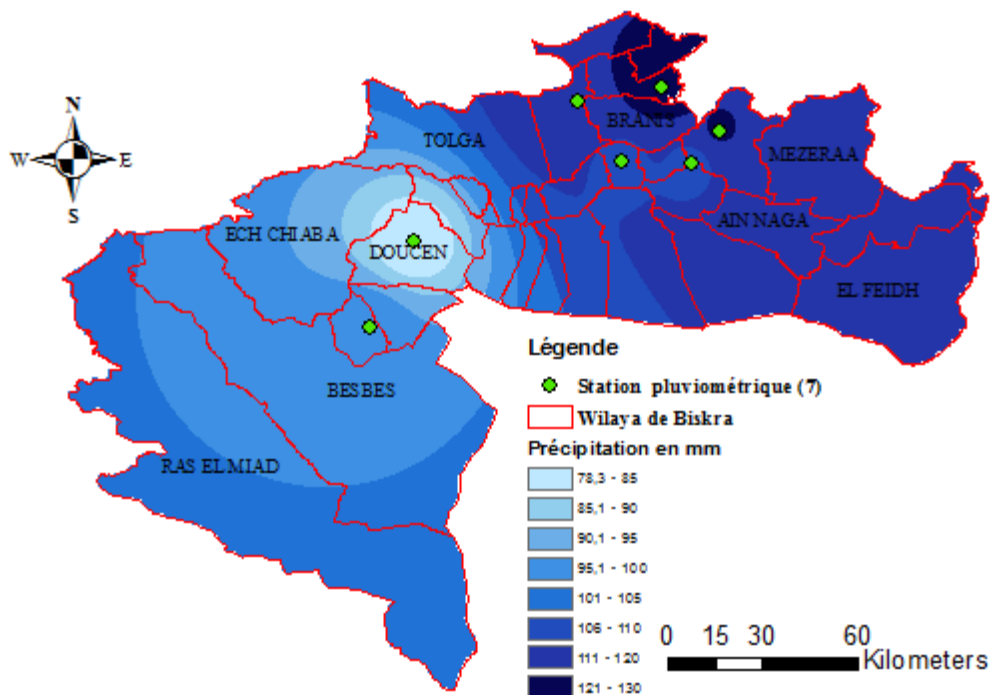 N
W E
S
TOLGA
BRANIS
MEZERAA
ECH CHIABA
DOUCEN
AIN NAGA
EL FEIDH
BESBES
RAS EL MIAD
Légende
Station pluviométrique (7)
Wilaya de Biskra
Précipitation en mm
78,3 - 85
85,1 - 90
90,1 - 95
95,1 - 100
101 - 105
106 - 110
111 - 120
121 - 130
0 15 30 60
Kilometers